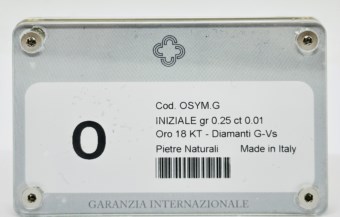 Cod. OSYM.G
INIZIALE gr 0.25 ct 0.01
O
Oro 18 KT - Diamanti G-Vs
Pietre Naturali Made in Italy
GARANZIA INTERNAZIONALE